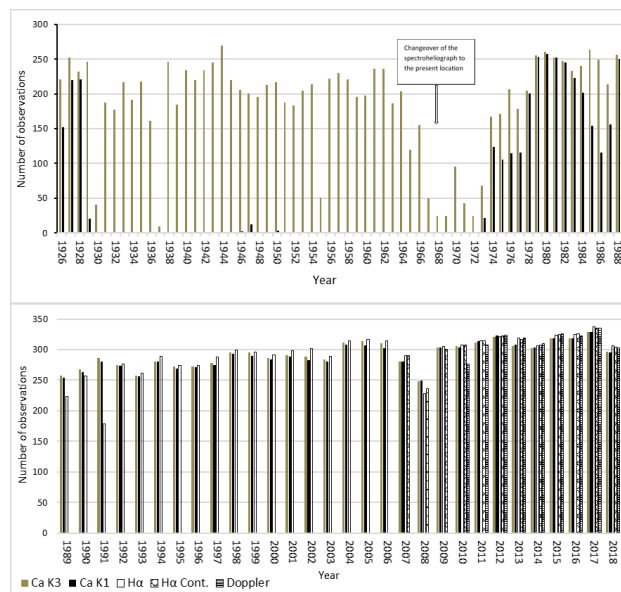 300
250
200
150
100
50
0
Number of observations
Changeover of the
spectroheliograph to
the present location
1926 1928 1930 1932 1934 1936 1938 1940 1942 1944 1946 1948 1950 1952 1954 1956 1958 1960 1962 1964 1966 1968 1970 1972 1974 1976 1978 1980 1982 1984 1986 1988
Year
350
300
250
200
150
100
50
0
Number of observations
1989 1990 1991 1992 1993 1994 1995 1996 1997 1998 1999 2000 2001 2002 2003 2004 2005 2006 2007 2008 2009 2010 2011 2012 2013 2014 2015 2016 2017 2018
Year
Ca K3 Ca K1 Hα Hα Cont. Doppler